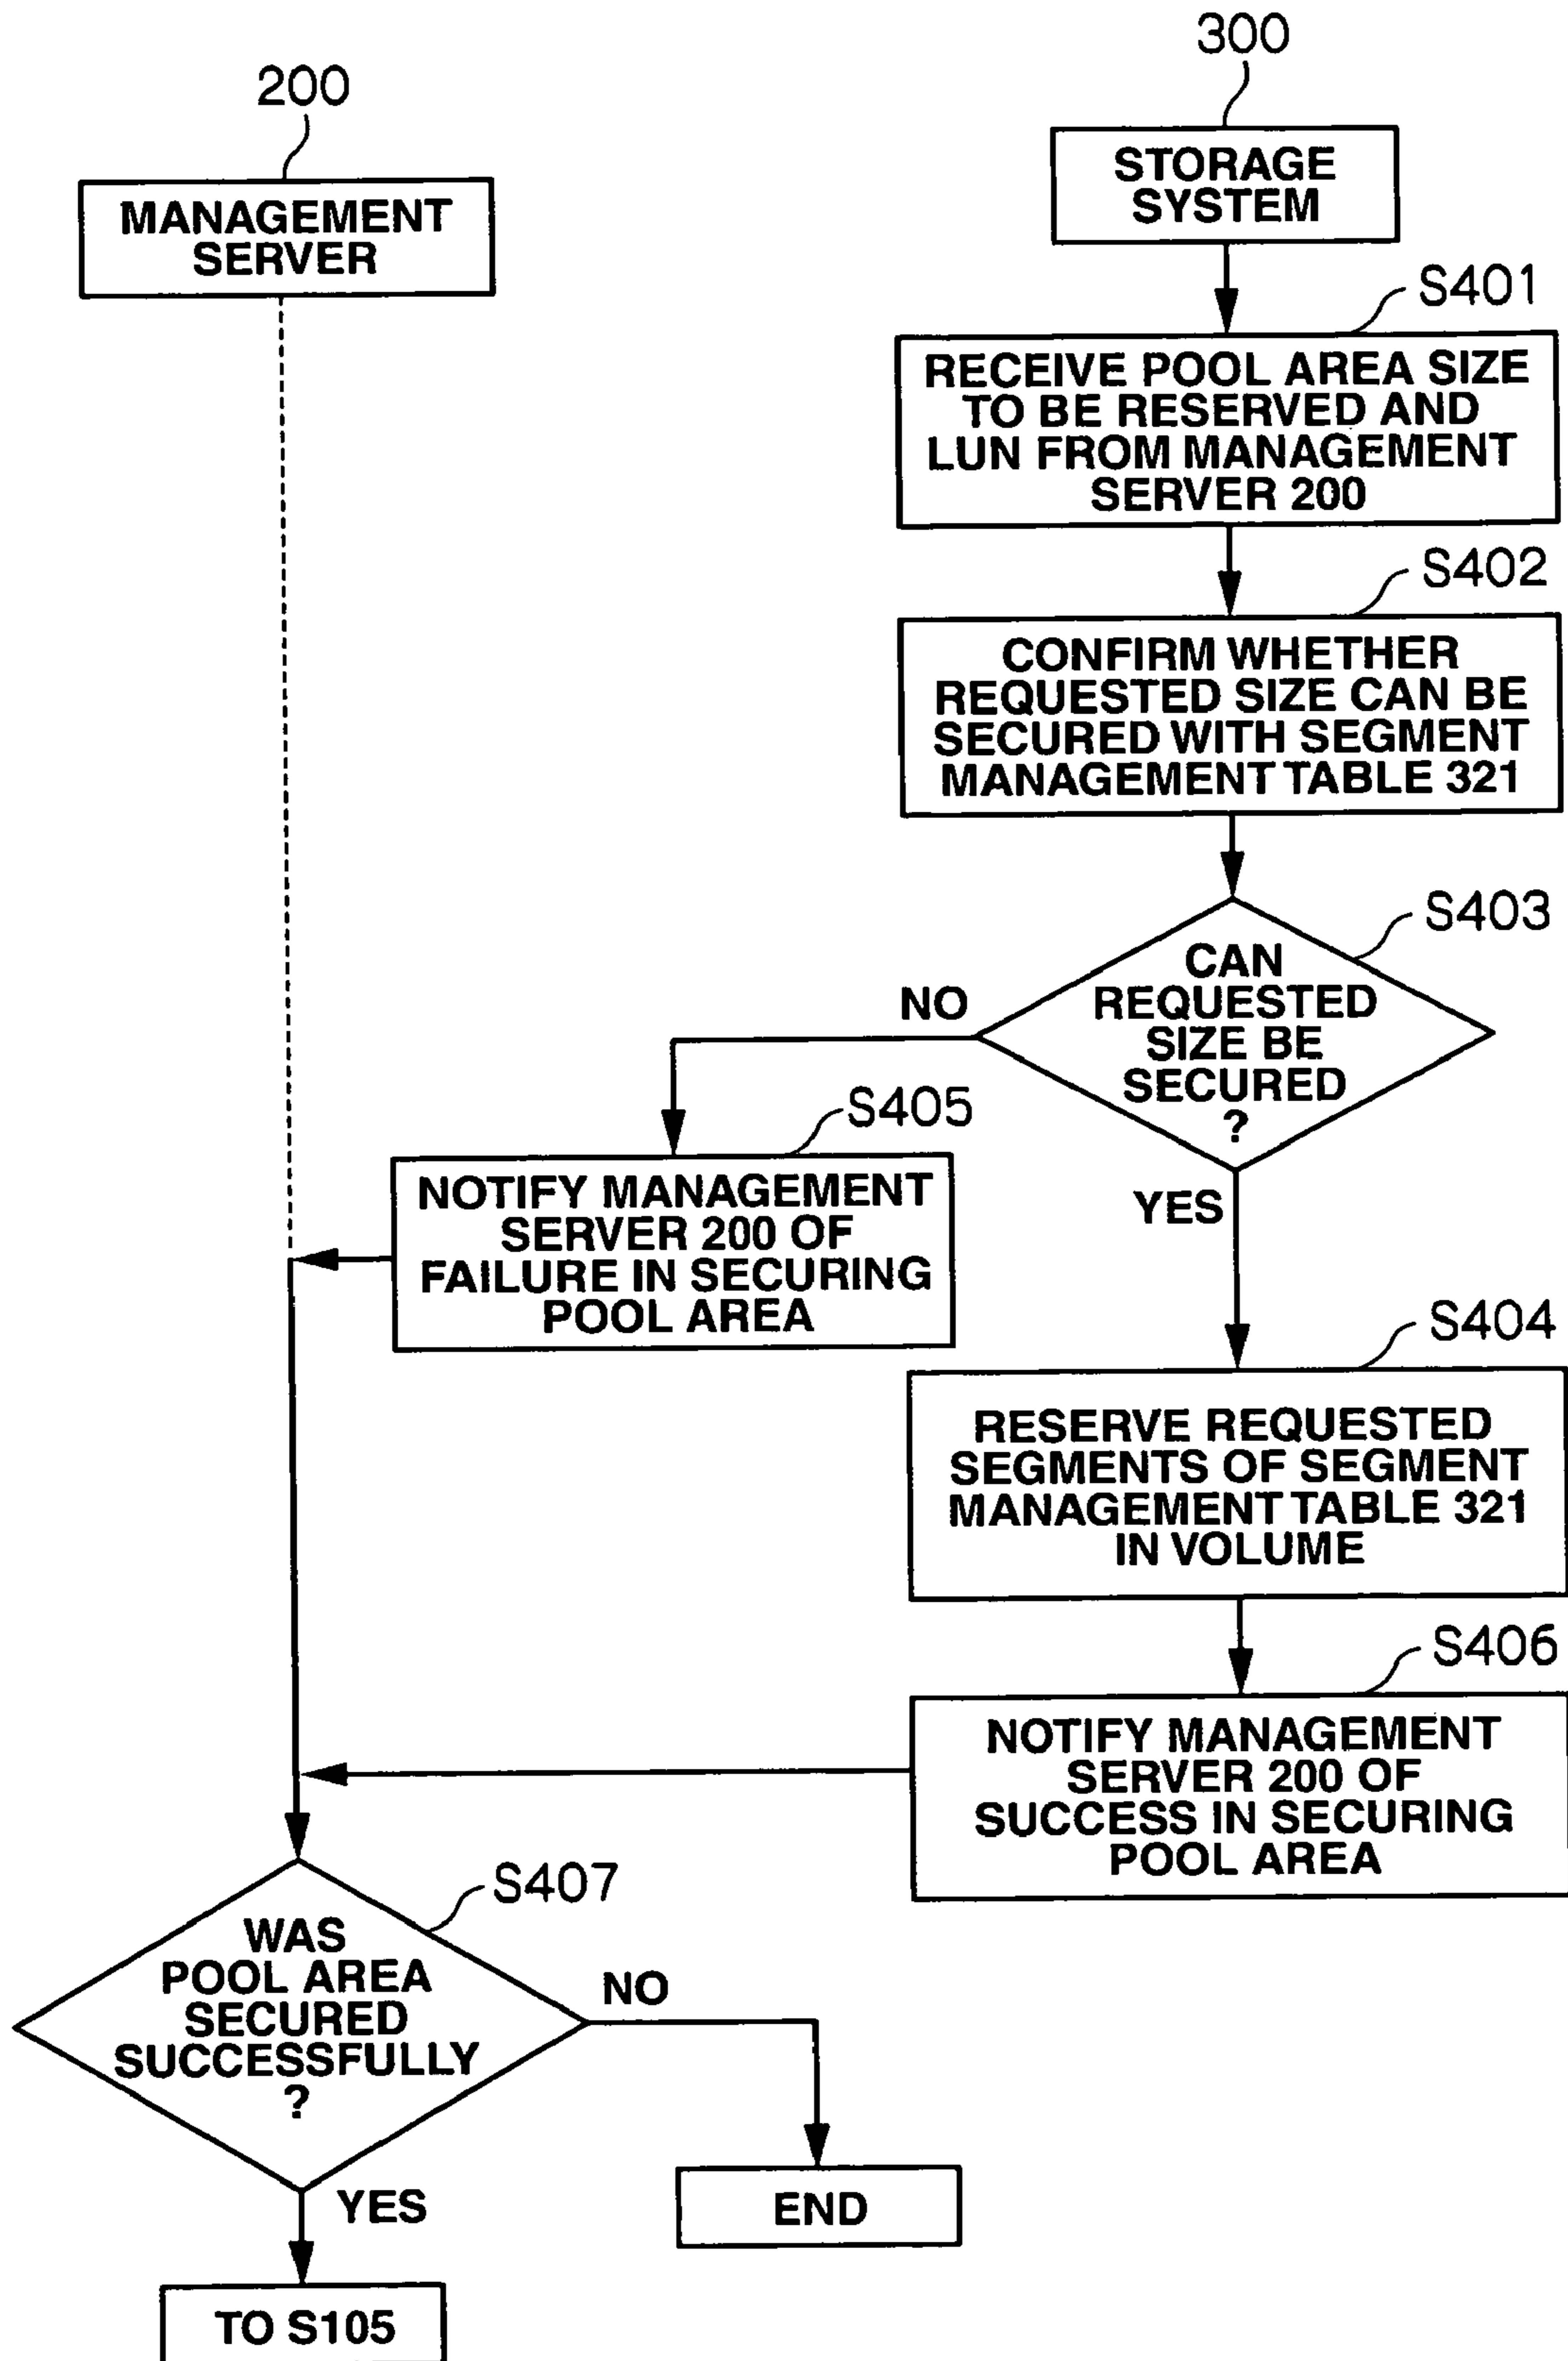 300
200
STORAGE
SYSTEM
MANAGEMENT
SERVER
S401
RECEIVE POOL AREA SIZE
TO BE RESERVED AND
LUN FROM MANAGEMENT
SERVER 200
S402
CONFIRM WHETHER
REQUESTED SIZE CAN BE
SECURED WITH SEGMENT
MANAGEMENT TABLE 321
S403
CAN
REQUESTED
SIZE BE
SECURED
?
NO
S405
NOTIFY MANAGEMENT
SERVER 200 OF
FAILURE IN SECURING
POOL AREA
YES
S404
RESERVE REQUESTED
SEGMENTS OF SEGMENT
MANAGEMENT TABLE 321
IN VOLUME
S406
NOTIFY MANAGEMENT
SERVER 200 OF
SUCCESS IN SECURING
POOL AREA
S407
WAS
POOL AREA
SECURED
SUCCESSFULLY
?
NO
END
YES
TO S105